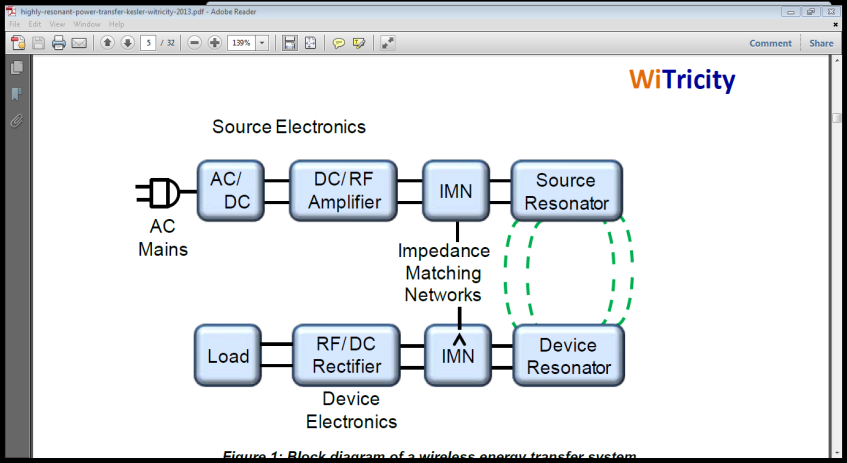 highly-resonant-power-transfer-kesler-witricity-2013.pdf - Adobe Reader
File Edit View Window Help
5 / 32 139% Comment Share
WiTricity
Source Electronics
AC/
DC
DC/RF
Amplifier
IMN
Source
Resonator
AC
Mains
Impedance
Matching
Networks
Load
RF/DC
Rectifier
IMN
Device
Resonator
Device
Electronics
Figure 1: Block diagram of a wireless energy transfer system